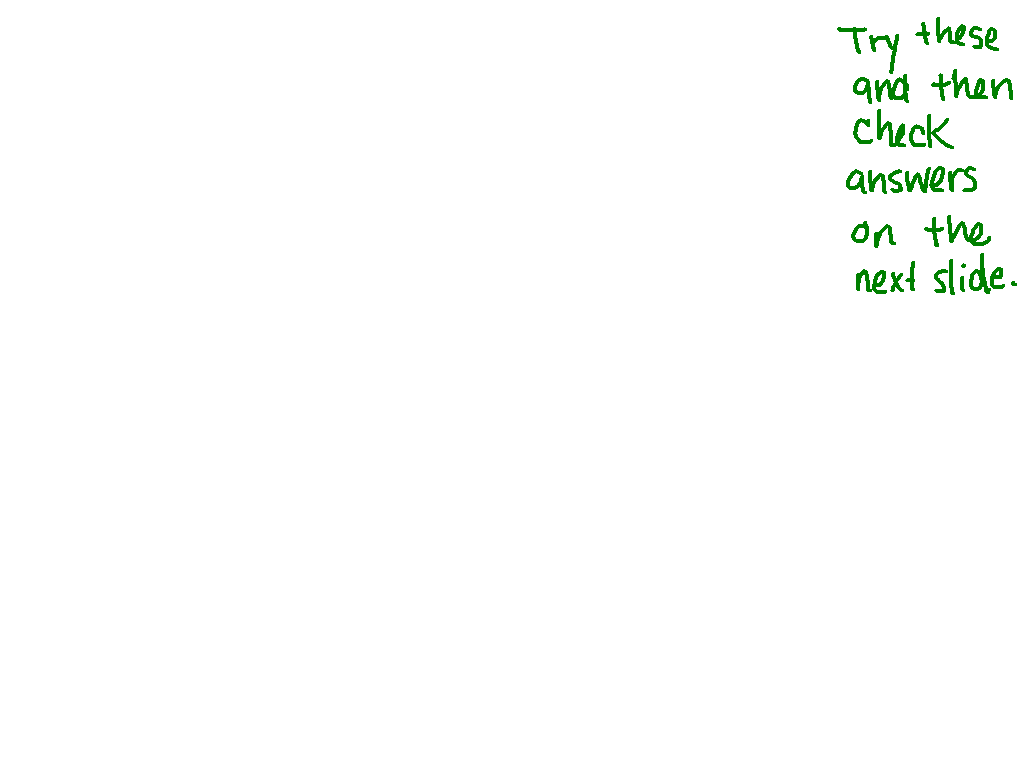 Try these
and then
check
answers
on the
next slide.